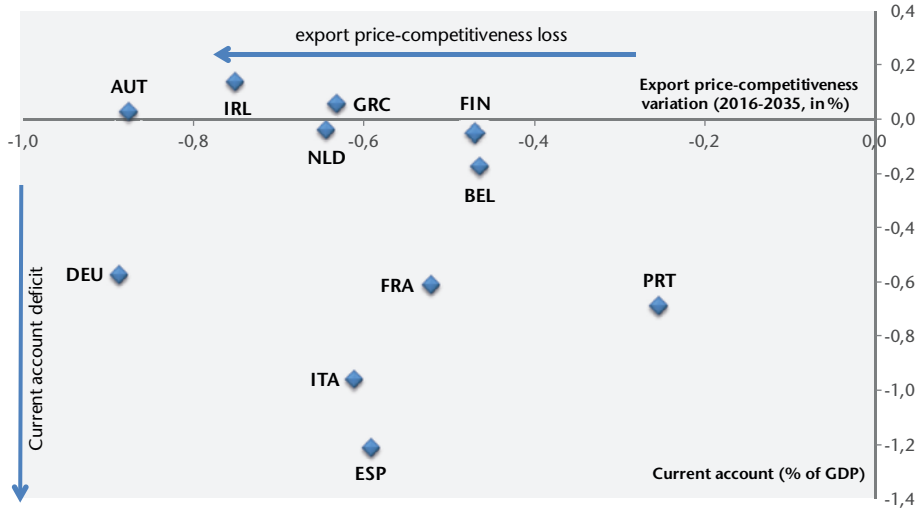 0,4
export price-competitiveness loss
0,2
AUT
IRL
GRC
FIN
Export price-competitiveness
variation (2016-2035, in %)
0,0
-1,0
-0,8
-0,6
-0,4
-0,2
0,0
NLD
BEL
-0,2
-0,4
Current account deficit
DEU
FRA
PRT
-0,6
-0,8
ITA
-1,0
-1,2
ESP
Current account (% of GDP)
-1,4